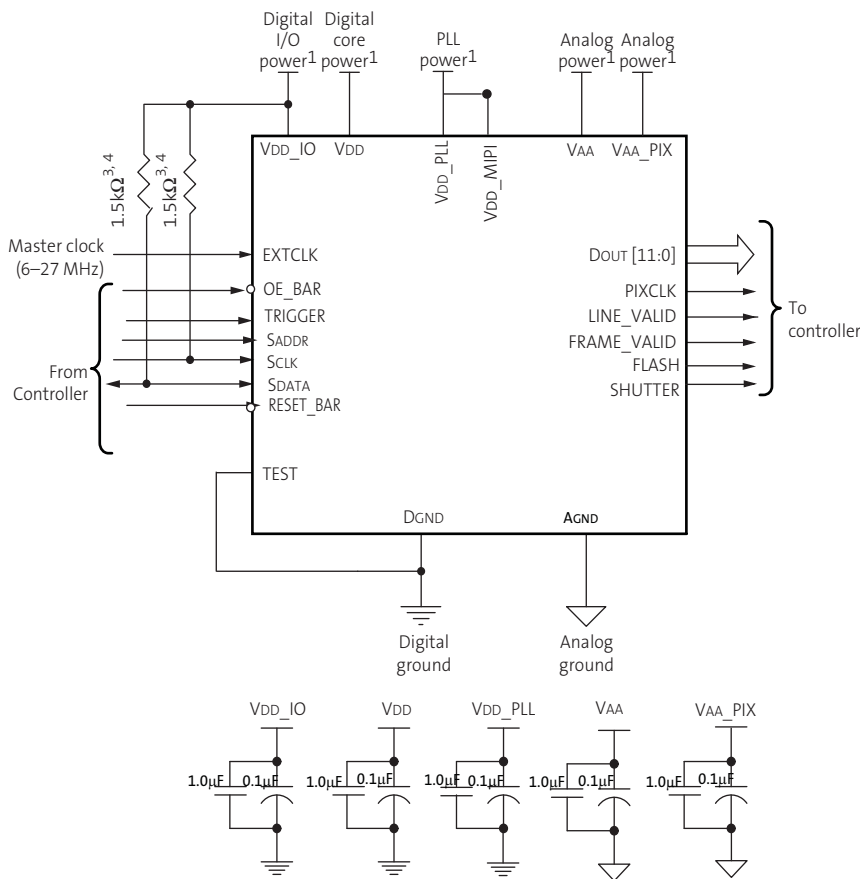 Digital
I/O
power1
Digital
core
power1
PLL
power1
Analog
power1
Analog
power1
VDD_IO
VDD
VDD_PLL
VDD_MIPI
VAA
VAA_PIX
1.5kΩ3, 4
1.5kΩ3, 4
Master clock
(6–27 MHz)
EXTCLK
OE_BAR
TRIGGER
SADDR
SCLK
SDATA
RESET_BAR
TEST
From
Controller
DOUT [11:0]
PIXCLK
LINE_VALID
FRAME_VALID
FLASH
SHUTTER
To
controller
DGND
AGND
Digital
ground
Analog
ground
VDD_IO
VDD
VDD_PLL
VAA
VAA_PIX
1.0μF
0.1μF
1.0μF
0.1μF
1.0μF
0.1μF
1.0μF
0.1μF
1.0μF
0.1μF